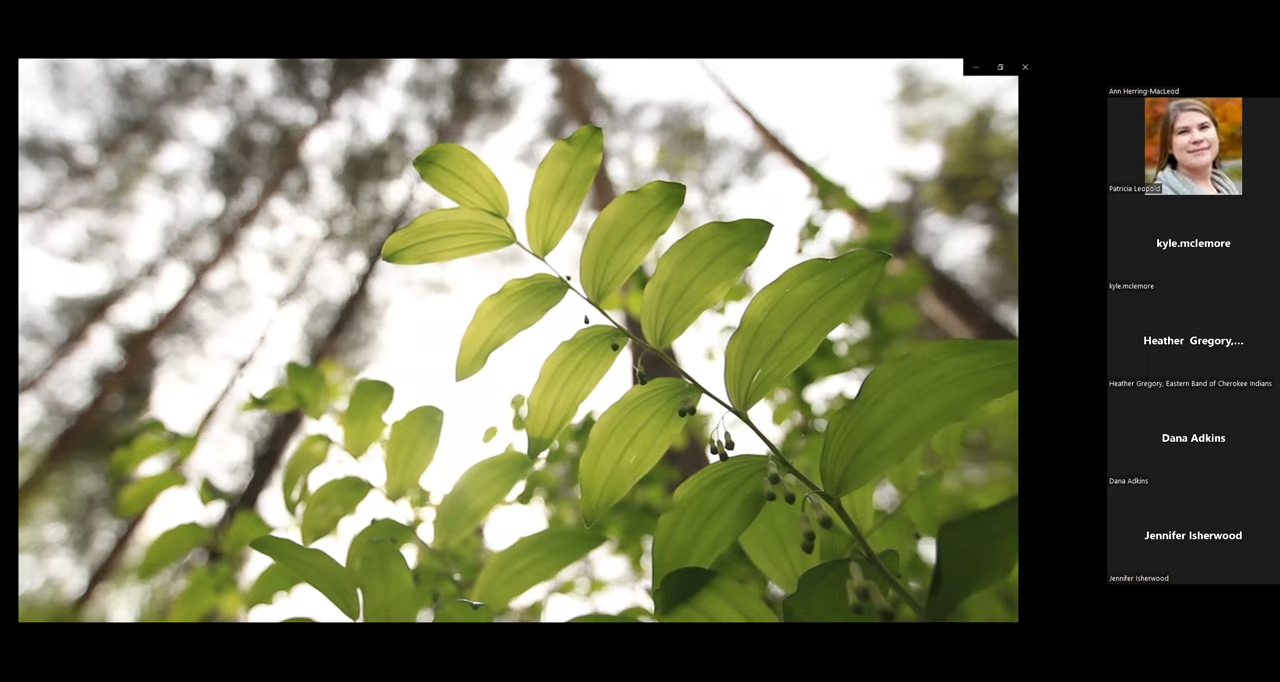 Ann Herring-MacLeod
Patricia Leopold
kyle.mclemore
kyle.mclemore
Heather Gregory,...
Heather Gregory, Eastern Band of Cherokee Indians
Dana Adkins
Dana Adkins
Jennifer Isherwood
Jennifer Isherwood